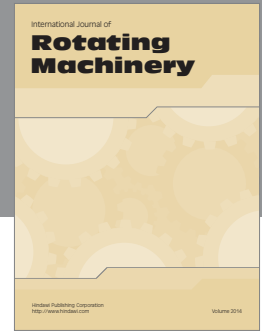 International Journal of
Rotating
Machinery
Hindawi Publishing Corporation
http://www.hindawi.com
Volume 2014